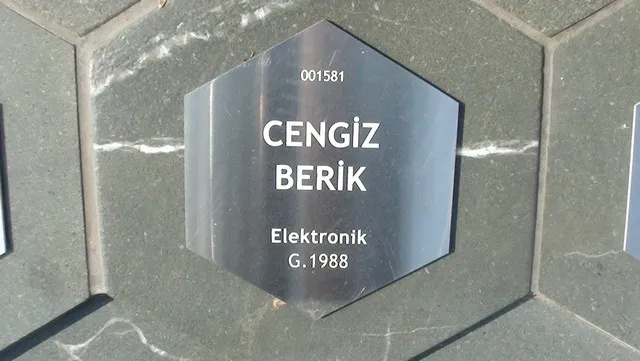 001581
CENGİZ
BERİK
Elektronik
G.1988